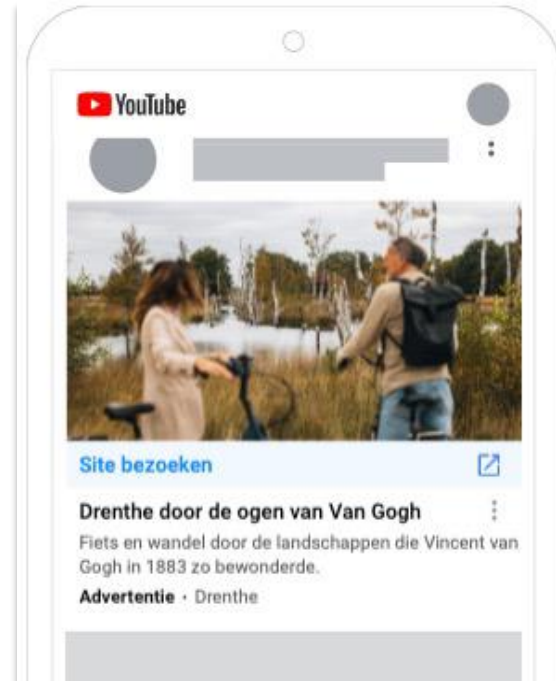 YouTube
Site bezoeken
Drenthe door de ogen van Van Gogh
Fiets en wandel door de landschappen die Vincent van
Gogh in 1883 zo bewonderde.
Advertentie · Drenthe